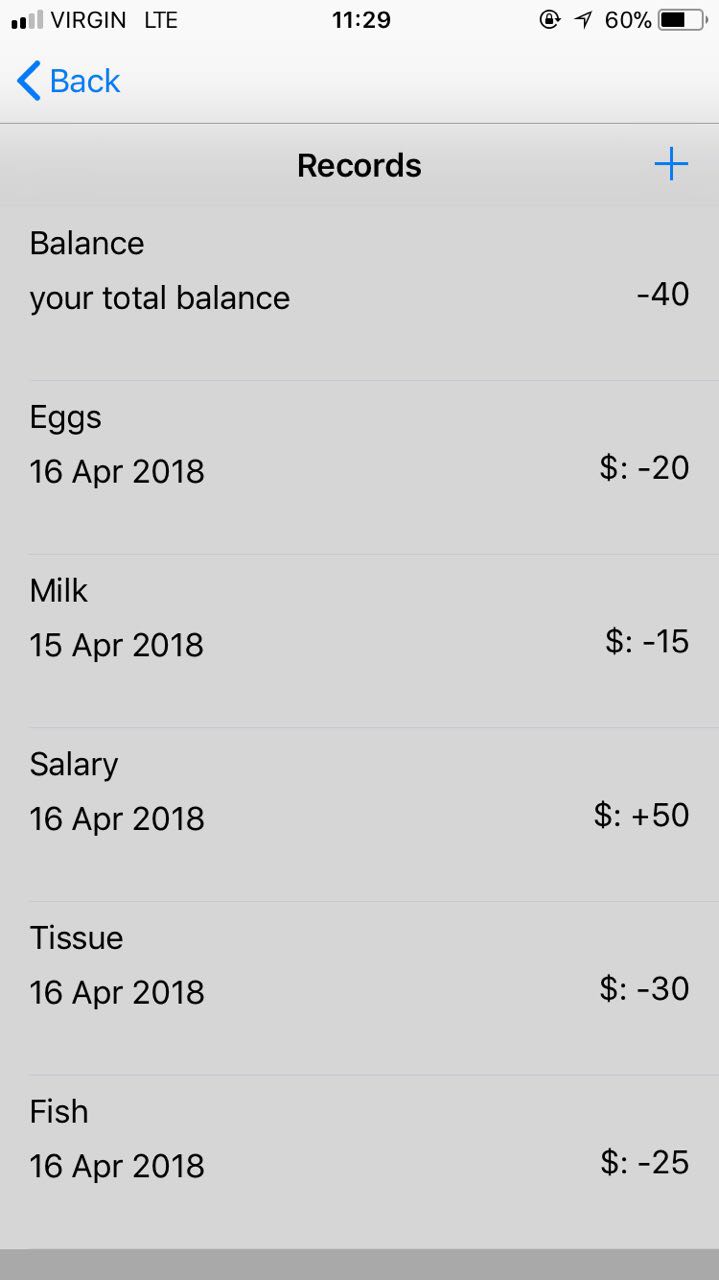 VIRGIN LTE 11:29 60%
Back
Records
Balance
your total balance -40
Eggs
16 Apr 2018 $: -20
Milk
15 Apr 2018 $: -15
Salary
16 Apr 2018 $: +50
Tissue
16 Apr 2018 $: -30
Fish
16 Apr 2018 $: -25